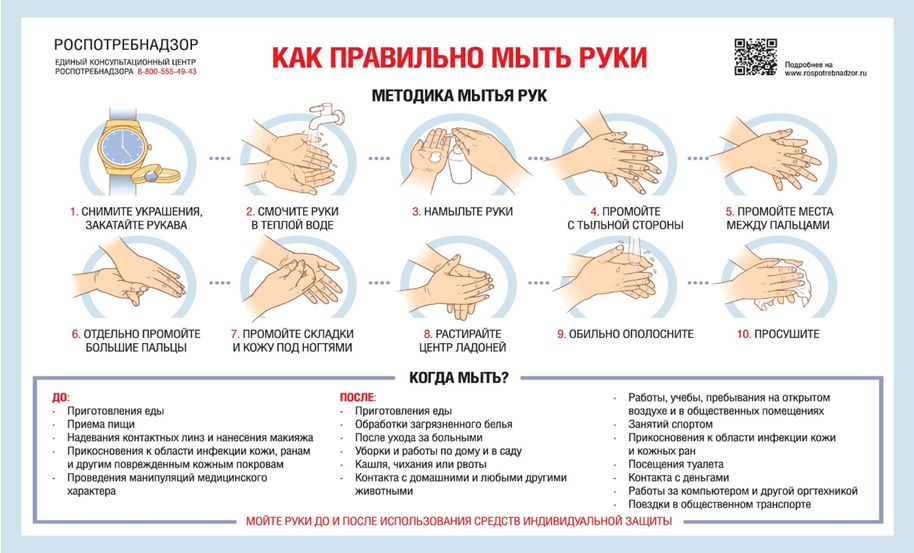 РОСПОТРЕБНАДЗОР
ЕДИНЫЙ КОНСУЛЬТАЦИОННЫЙ ЦЕНТР
РОСПОТРЕБНАДЗОРА 8-800-555-49-43
КАК ПРАВИЛЬНО МЫТЬ РУКИ
Подробнее на
www.rospotrebnadzor.ru
МЕТОДИКА МЫТЬЯ РУК
1. СНИМИТЕ УКРАШЕНИЯ,
ЗАКАТАЙТЕ РУКАВА
2. СМОЧИТЕ РУКИ
В ТЕПЛОЙ ВОДЕ
3. НАМЫЛЬТЕ РУКИ
4. ПРОМОЙТЕ
С ТЫЛЬНОЙ СТОРОНЫ
5. ПРОМОЙТЕ МЕСТА
МЕЖДУ ПАЛЬЦАМИ
6. ОТДЕЛЬНО ПРОМОЙТЕ
БОЛЬШИЕ ПАЛЬЦЫ
7. ПРОМОЙТЕ СКЛАДКИ
И КОЖУ ПОД НОГТЯМИ
8. РАСТИРАЙТЕ
ЦЕНТР ЛАДОНЕЙ
9. ОБИЛЬНО ОПОЛОСНИТЕ
10. ПРОСУШИТЕ
КОГДА МЫТЬ?
ДО:
· Приготовления еды
· Приема пищи
· Надевания контактных линз и нанесения макияжа
· Прикосновения к области инфекции кожи, ранам
и другим поврежденным кожным покровам
· Проведения манипуляций медицинского
характера
ПОСЛЕ:
· Приготовления еды
· Обработки загрязненного белья
· После ухода за больными
· Уборки и работы по дому и в саду
· Кашля, чихания или рвоты
· Контакта с домашними и любыми другими
животными
· Работы, учебы, пребывания на открытом
воздухе и в общественных помещениях
· Занятий спортом
· Прикосновения к области инфекции кожи
и кожных ран
· Посещения туалета
· Контакта с деньгами
· Работы за компьютером и другой оргтехникой
· Поездки в общественном транспорте
МОЙТЕ РУКИ ДО И ПОСЛЕ ИСПОЛЬЗОВАНИЯ СРЕДСТВ ИНДИВИДУАЛЬНОЙ ЗАЩИТЫ